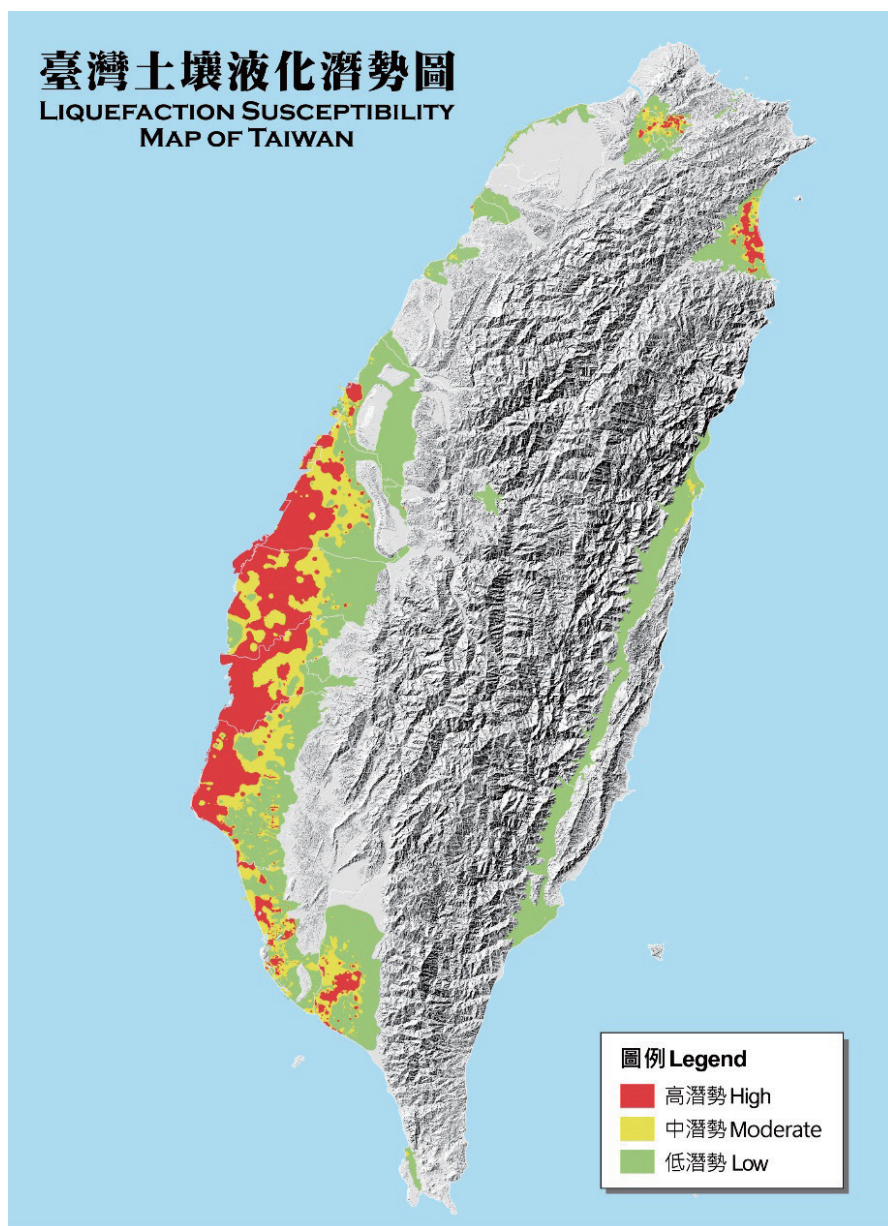 臺灣土壤液化潛勢圖
LIQUEFACTION SUSCEPTIBILITY
MAP OF TAIWAN
圖例 Legend
高潛勢 High
中潛勢 Moderate
低潛勢 Low